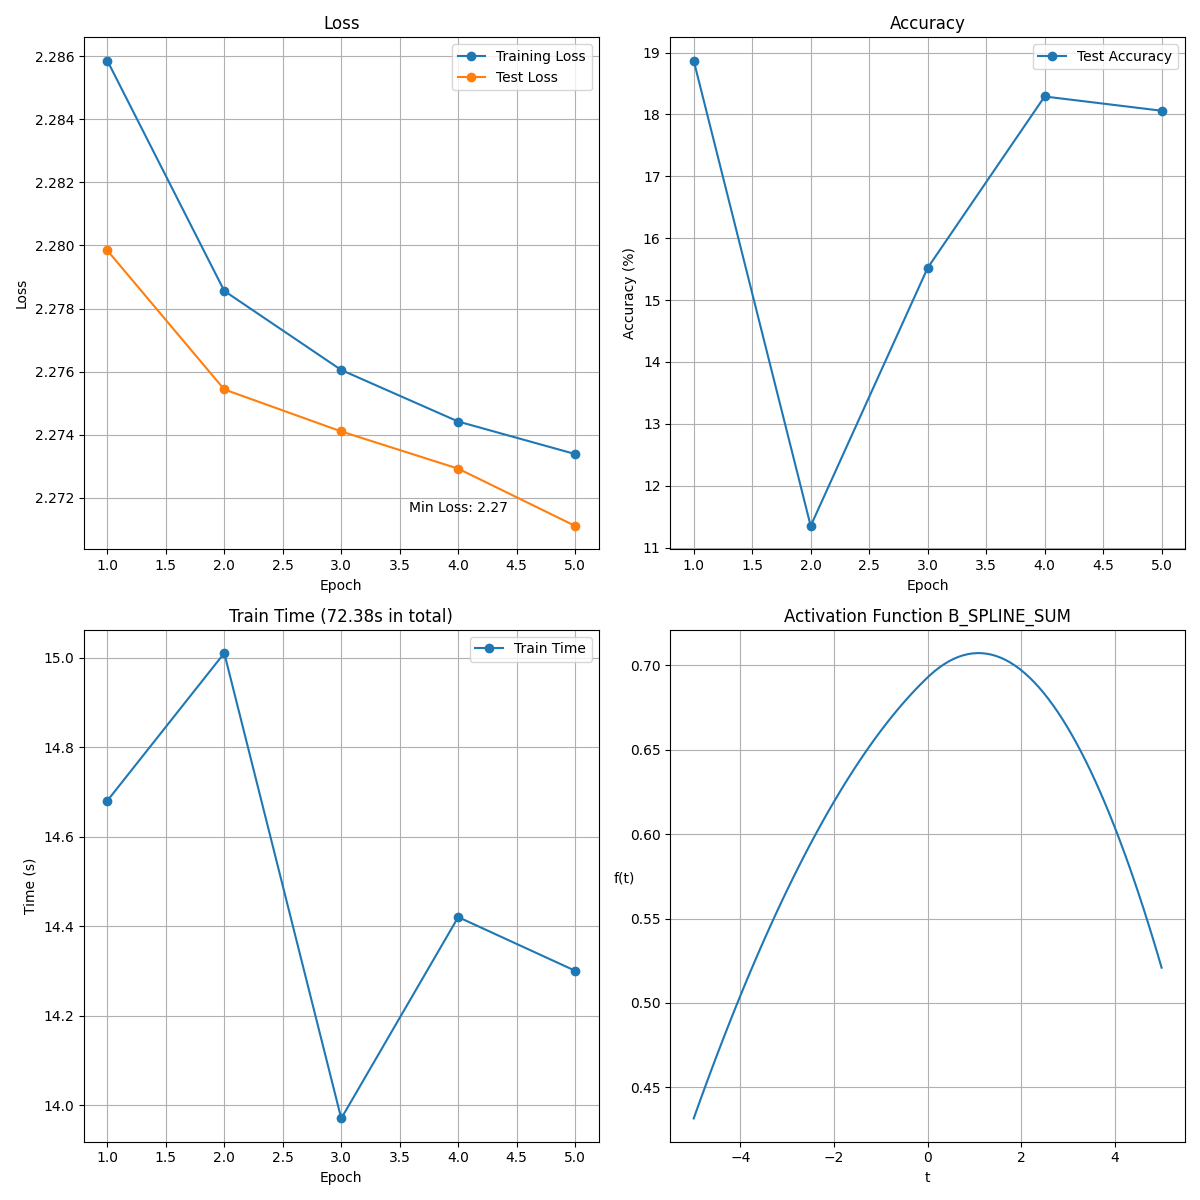 Loss
2.286
2.284
2.282
2.280
2.278
2.276
2.274
2.272
Loss
Training Loss
Test Loss
Min Loss: 2.27
1.0 1.5 2.0 2.5 3.0 3.5 4.0 4.5 5.0
Epoch
Accuracy
19
18
17
16
15
14
13
12
11
Accuracy (%)
Test Accuracy
1.0 1.5 2.0 2.5 3.0 3.5 4.0 4.5 5.0
Epoch
Train Time (72.38s in total)
15.0
14.8
14.6
14.4
14.2
14.0
Time (s)
Train Time
1.0 1.5 2.0 2.5 3.0 3.5 4.0 4.5 5.0
Epoch
Activation Function B_SPLINE_SUM
0.70
0.65
0.60
0.55
0.50
0.45
f(t)
−4 −2 0 2 4
t